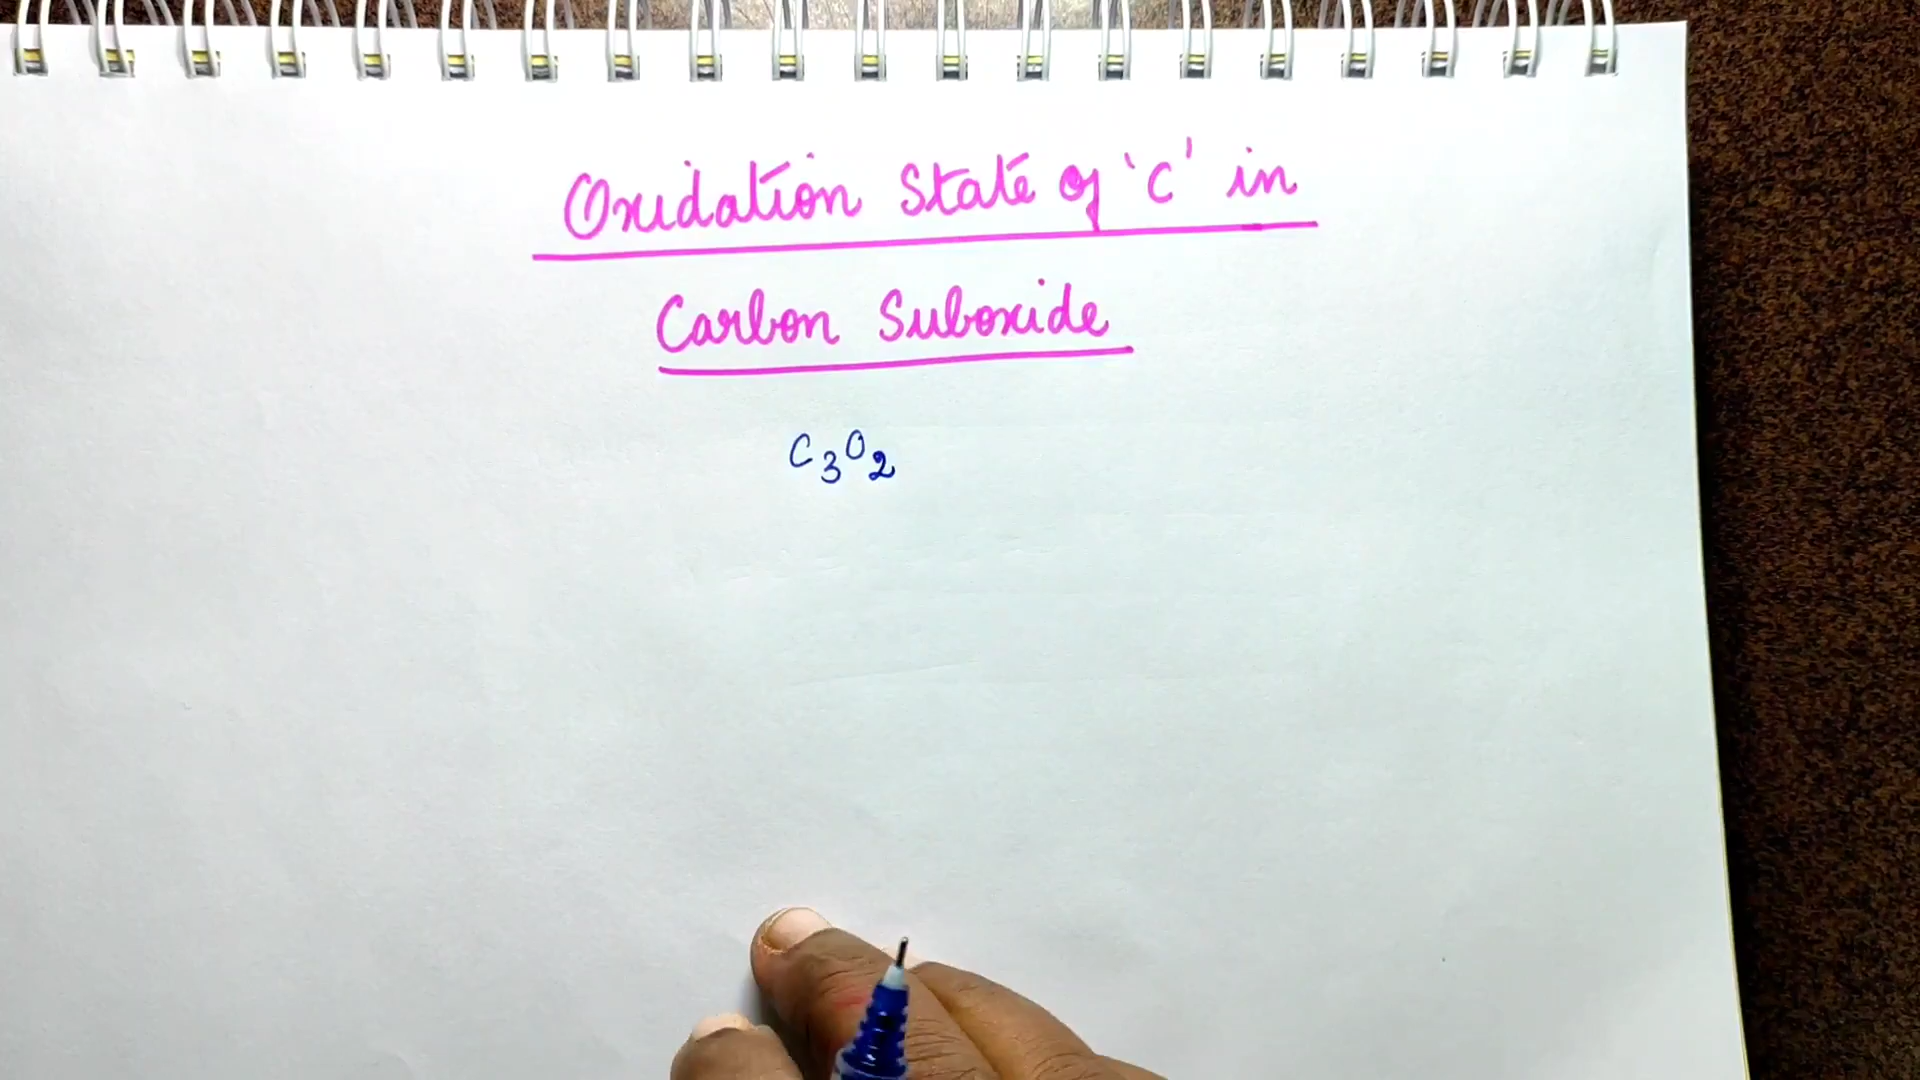 Oxidation State of 'C' in
Carbon Suboxide
C3O2